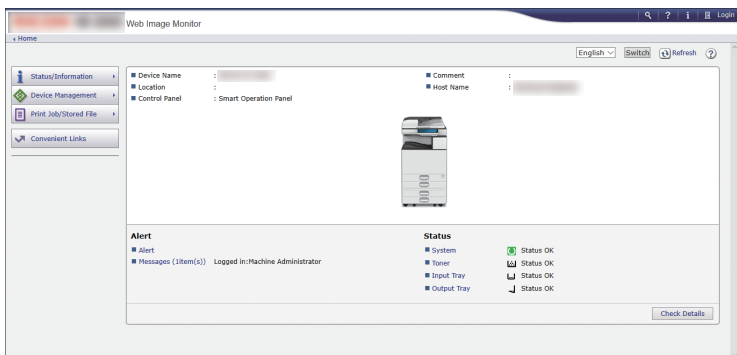 Web Image Monitor
? i Login
Home
English Switch Refresh ?
Status/Information
Device Management
Print Job/Stored File
Convenient Links
Device Name :
Location :
Control Panel : Smart Operation Panel
Comment :
Host Name :
Alert
Alert
Messages (1item(s)) Logged in:Machine Administrator
Status
System Status OK
Toner Status OK
Input Tray Status OK
Output Tray Status OK
Check Details